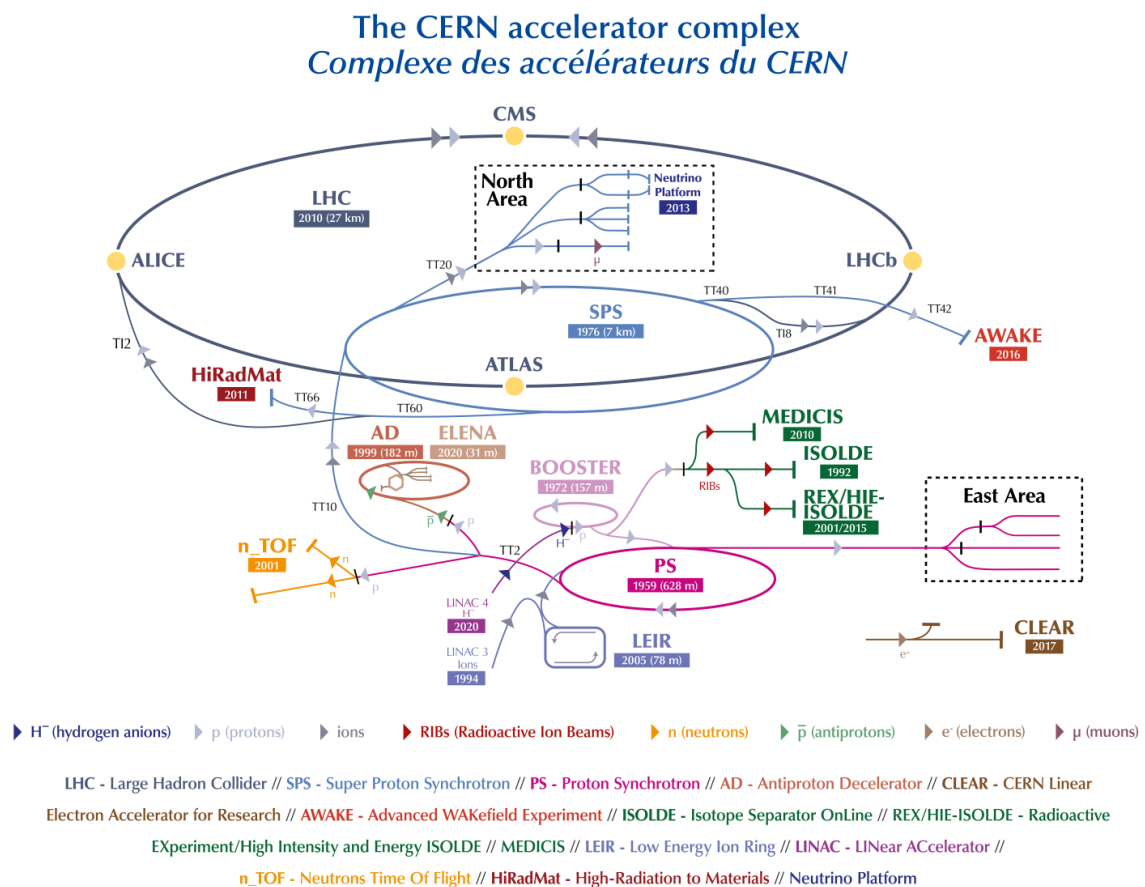 The CERN accelerator complex
Complexe des accélérateurs du CERN
CMS
North
Area
Neutrino
Platform
2013
LHC
2010 (27 km)
μ
ALICE
LHCb
TT20
TT40
TT41
TT42
SPS
1976 (7 km)
TI8
TI2
AWAKE
2016
ATLAS
HiRadMat
2011
TT66
TT60
MEDICIS
2010
AD
1999 (182 m)
ELENA
2020 (31 m)
BOOSTER
1972 (157 m)
ISOLDE
1992
RIBs
REX/HIE-
ISOLDE
2001/2015
East Area
TT10
p̅
p
H⁻
p
TT2
n_TOF
2001
n
n
p
PS
1959 (628 m)
LINAC 4
H⁻
2020
LEIR
2005 (78 m)
LINAC 3
Ions
1994
CLEAR
2017
e⁻
H⁻ (hydrogen anions)
p (protons)
ions
RIBs (Radioactive Ion Beams)
n (neutrons)
p̅ (antiprotons)
e⁻ (electrons)
μ (muons)
LHC - Large Hadron Collider // SPS - Super Proton Synchrotron // PS - Proton Synchrotron // AD - Antiproton Decelerator // CLEAR - CERN Linear
Electron Accelerator for Research // AWAKE - Advanced WAKefield Experiment // ISOLDE - Isotope Separator OnLine // REX/HIE-ISOLDE - Radioactive
EXperiment/High Intensity and Energy ISOLDE // MEDICIS // LEIR - Low Energy Ion Ring // LINAC - LINear ACcelerator //
n_TOF - Neutrons Time Of Flight // HiRadMat - High-Radiation to Materials // Neutrino Platform